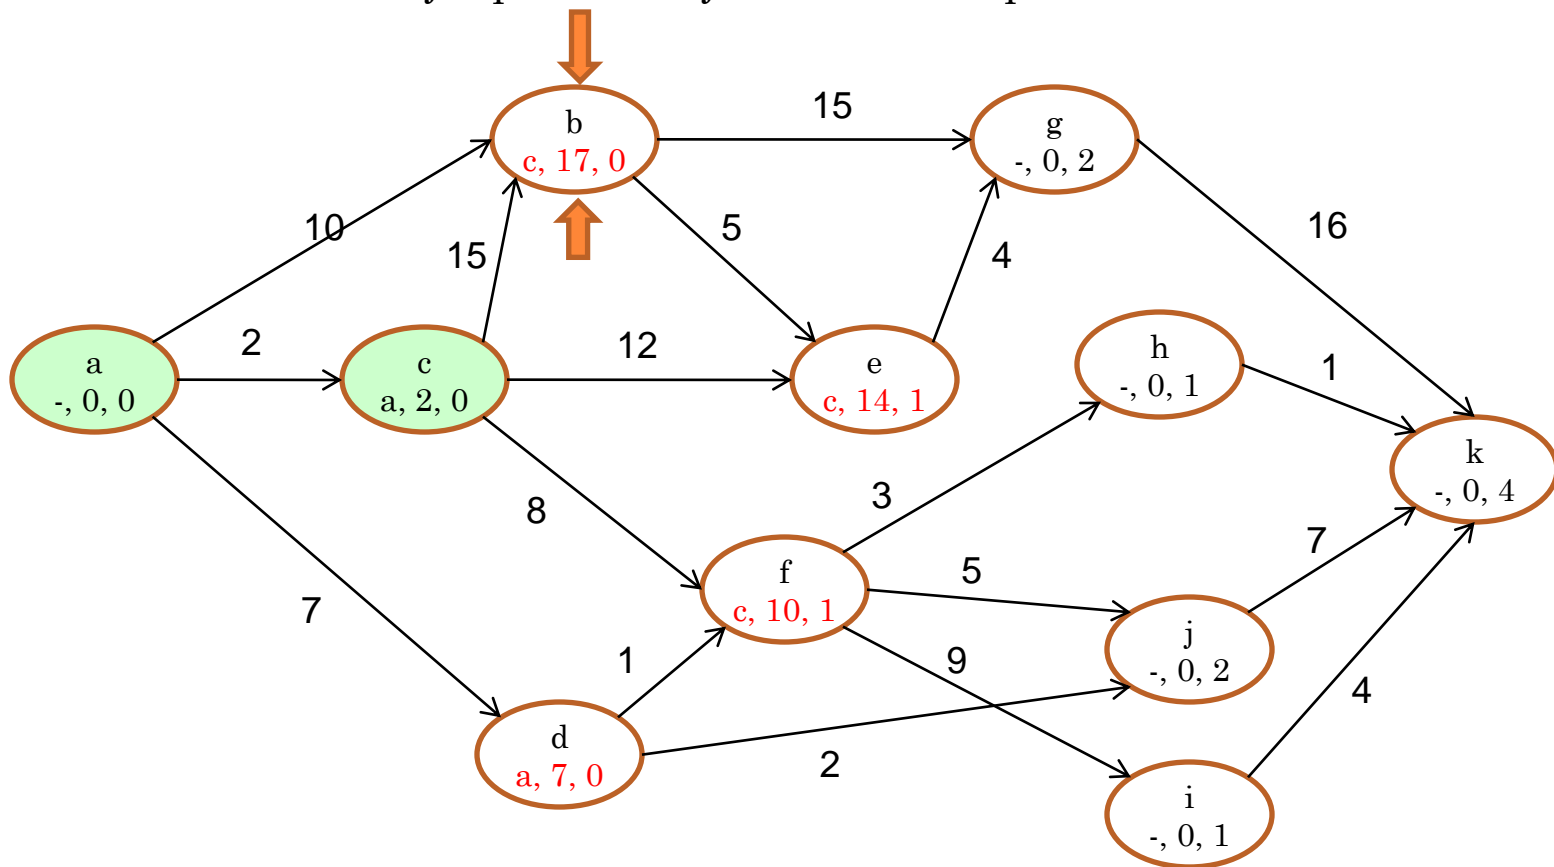 b
c, 17, 0
15
g
-, 0, 2
10
15
5
4
16
a
-, 0, 0
2
c
a, 2, 0
12
e
c, 14, 1
h
-, 0, 1
1
k
-, 0, 4
8
3
7
f
c, 10, 1
5
7
1
9
j
-, 0, 2
4
d
a, 7, 0
2
i
-, 0, 1